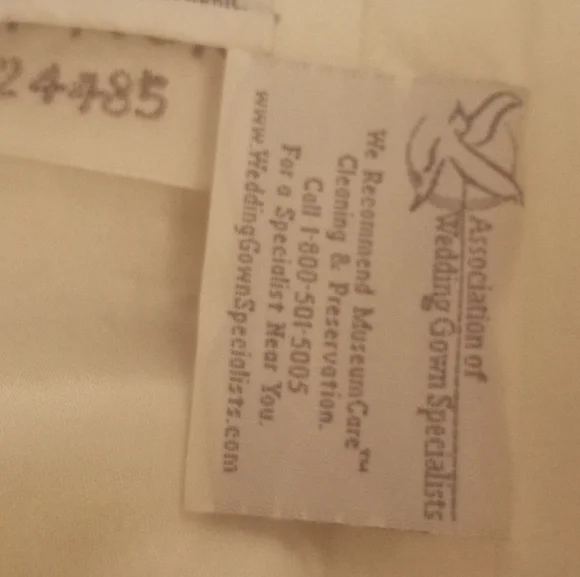 24485
Association of
Wedding Gown Specialists
We Recommend MuseumCare™
Cleaning & Preservation.
Call 1-800-501-5005
For a Specialist Near You.
www.WeddingGownSpecialists.com